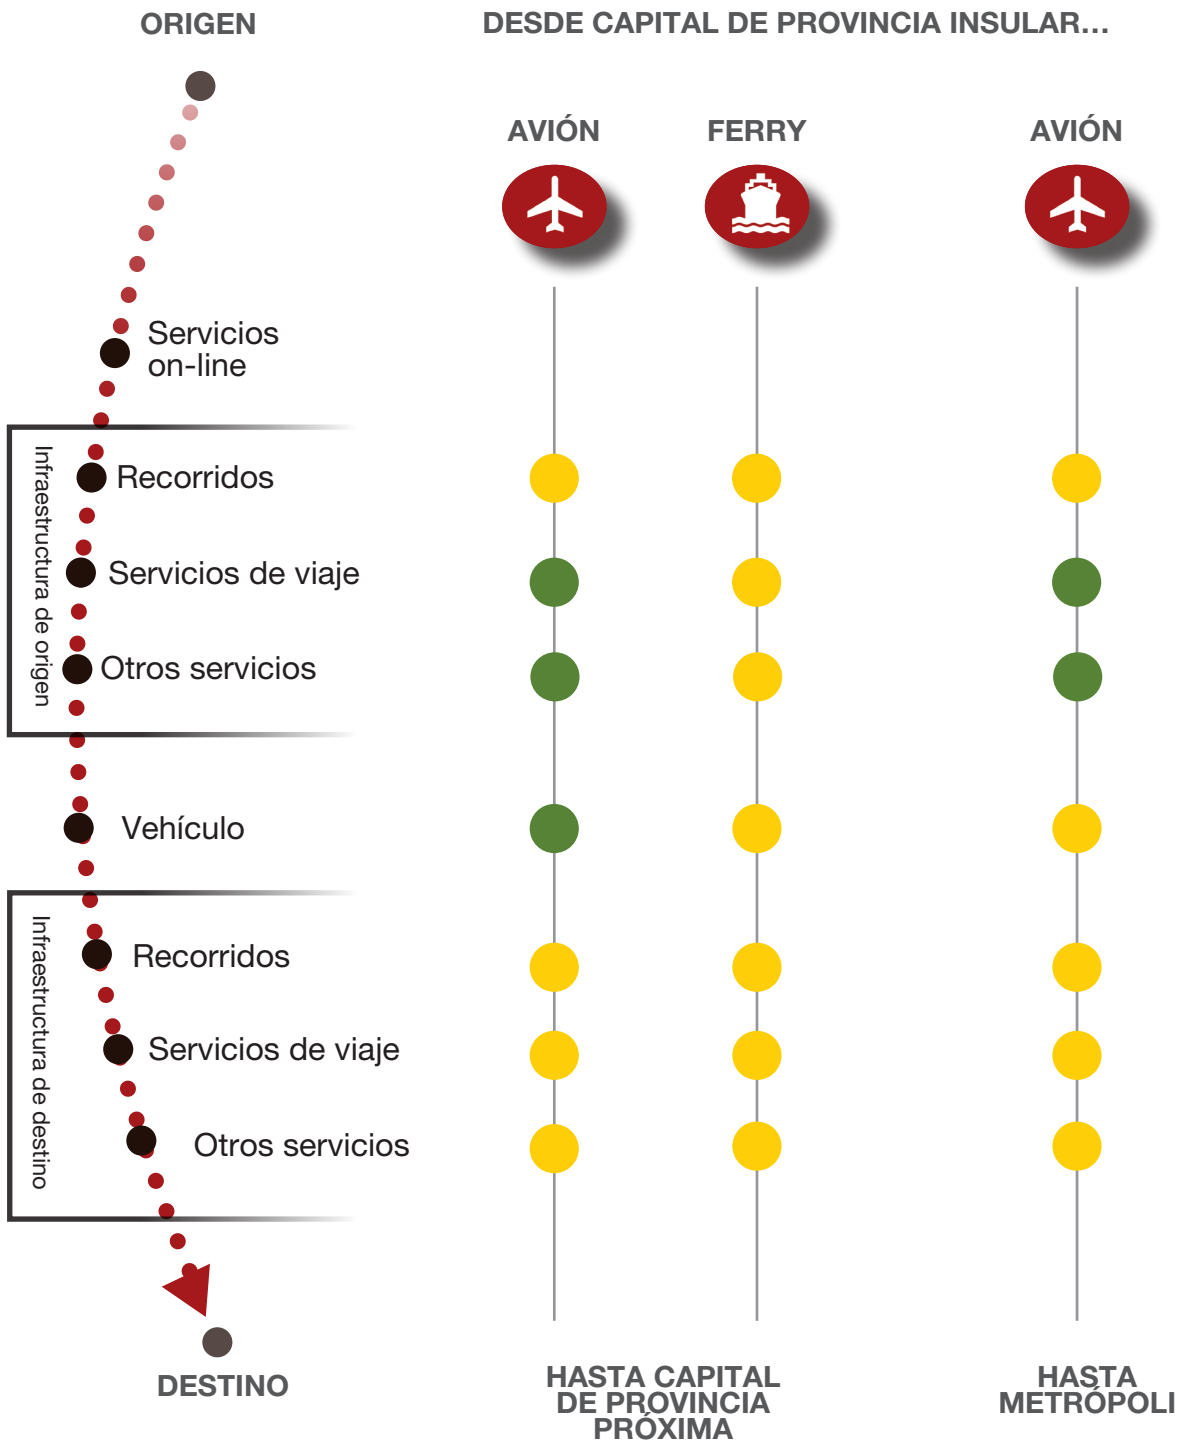 ORIGEN
DESDE CAPITAL DE PROVINCIA INSULAR...
AVIÓN
FERRY
AVIÓN
Servicios
on-line
Infraestructura de origen
Recorridos
Servicios de viaje
Otros servicios
Vehículo
Infraestructura de destino
Recorridos
Servicios de viaje
Otros servicios
DESTINO
HASTA CAPITAL
DE PROVINCIA
PRÓXIMA
HASTA
METRÓPOLI